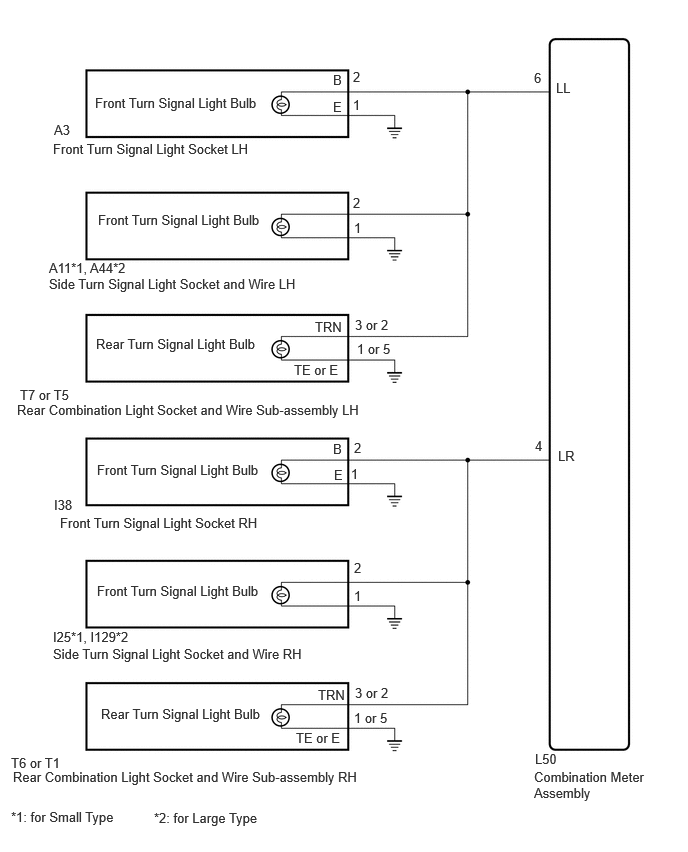 B 2
6
LL
Front Turn Signal Light Bulb
E 1
A3
Front Turn Signal Light Socket LH
2
Front Turn Signal Light Bulb
1
A11*1, A44*2
Side Turn Signal Light Socket and Wire LH
TRN 3 or 2
Rear Turn Signal Light Bulb
1 or 5
TE or E
T7 or T5
Rear Combination Light Socket and Wire Sub-assembly LH
B 2
4
LR
Front Turn Signal Light Bulb
E 1
I38
Front Turn Signal Light Socket RH
2
Front Turn Signal Light Bulb
1
I25*1, I129*2
Side Turn Signal Light Socket and Wire RH
TRN 3 or 2
Rear Turn Signal Light Bulb
1 or 5
TE or E
T6 or T1
Rear Combination Light Socket and Wire Sub-assembly RH
L50
Combination Meter
Assembly
*1: for Small Type
*2: for Large Type